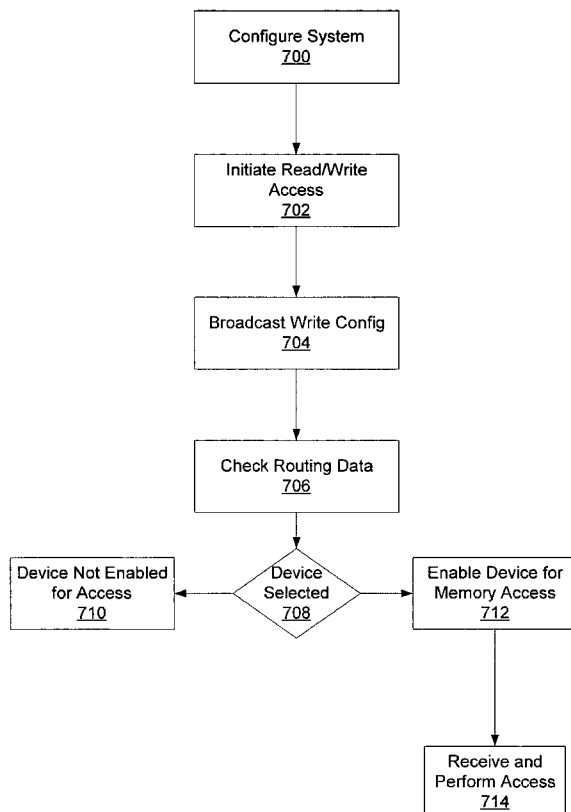 Configure System
700
Initiate Read/Write
Access
702
Broadcast Write Config
704
Check Routing Data
706
Device Not Enabled
for Access
710
Device
Selected
708
Enable Device for
Memory Access
712
Receive and
Perform Access
714